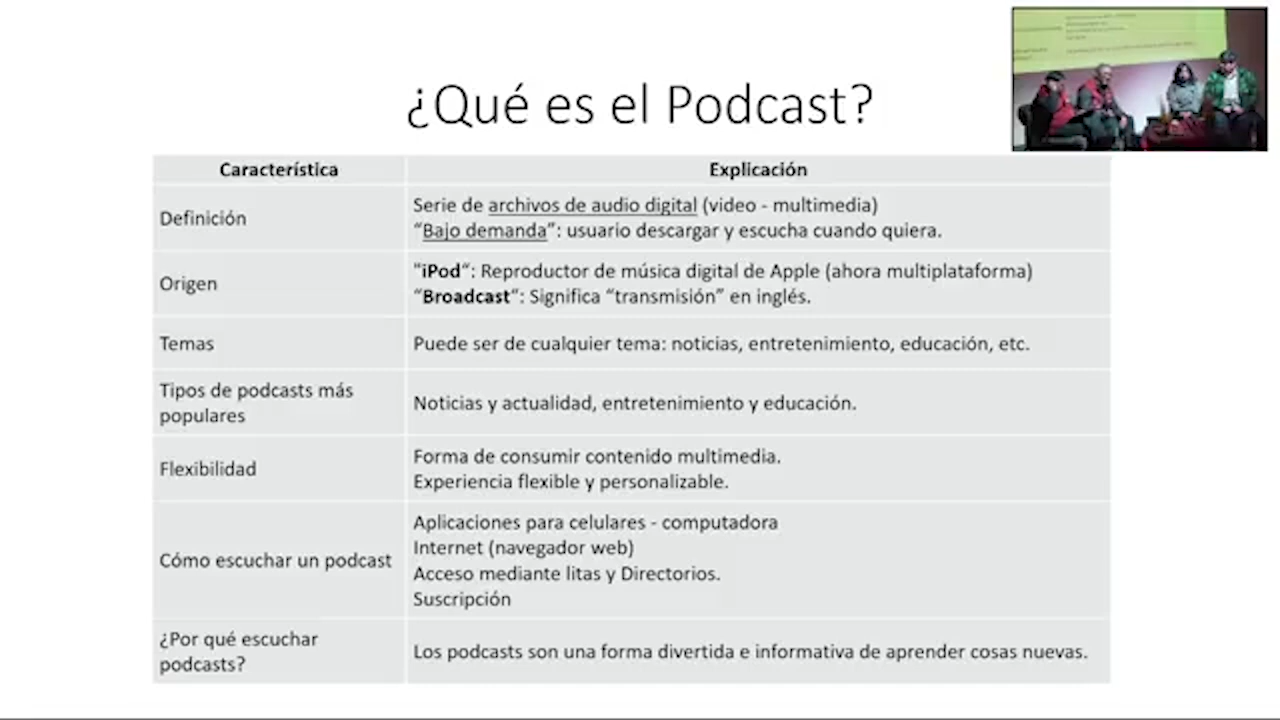 ¿Qué es el Podcast?
Característica
Explicación
Definición
Serie de archivos de audio digital (video - multimedia)
“Bajo demanda”: usuario descargar y escucha cuando quiera.
Origen
"iPod“: Reproductor de música digital de Apple (ahora multiplataforma)
“Broadcast“: Significa “transmisión” en inglés.
Temas
Puede ser de cualquier tema: noticias, entretenimiento, educación, etc.
Tipos de podcasts más
populares
Noticias y actualidad, entretenimiento y educación.
Flexibilidad
Forma de consumir contenido multimedia.
Experiencia flexible y personalizable.
Cómo escuchar un podcast
Aplicaciones para celulares - computadora
Internet (navegador web)
Acceso mediante litas y Directorios.
Suscripción
¿Por qué escuchar
podcasts?
Los podcasts son una forma divertida e informativa de aprender cosas nuevas.